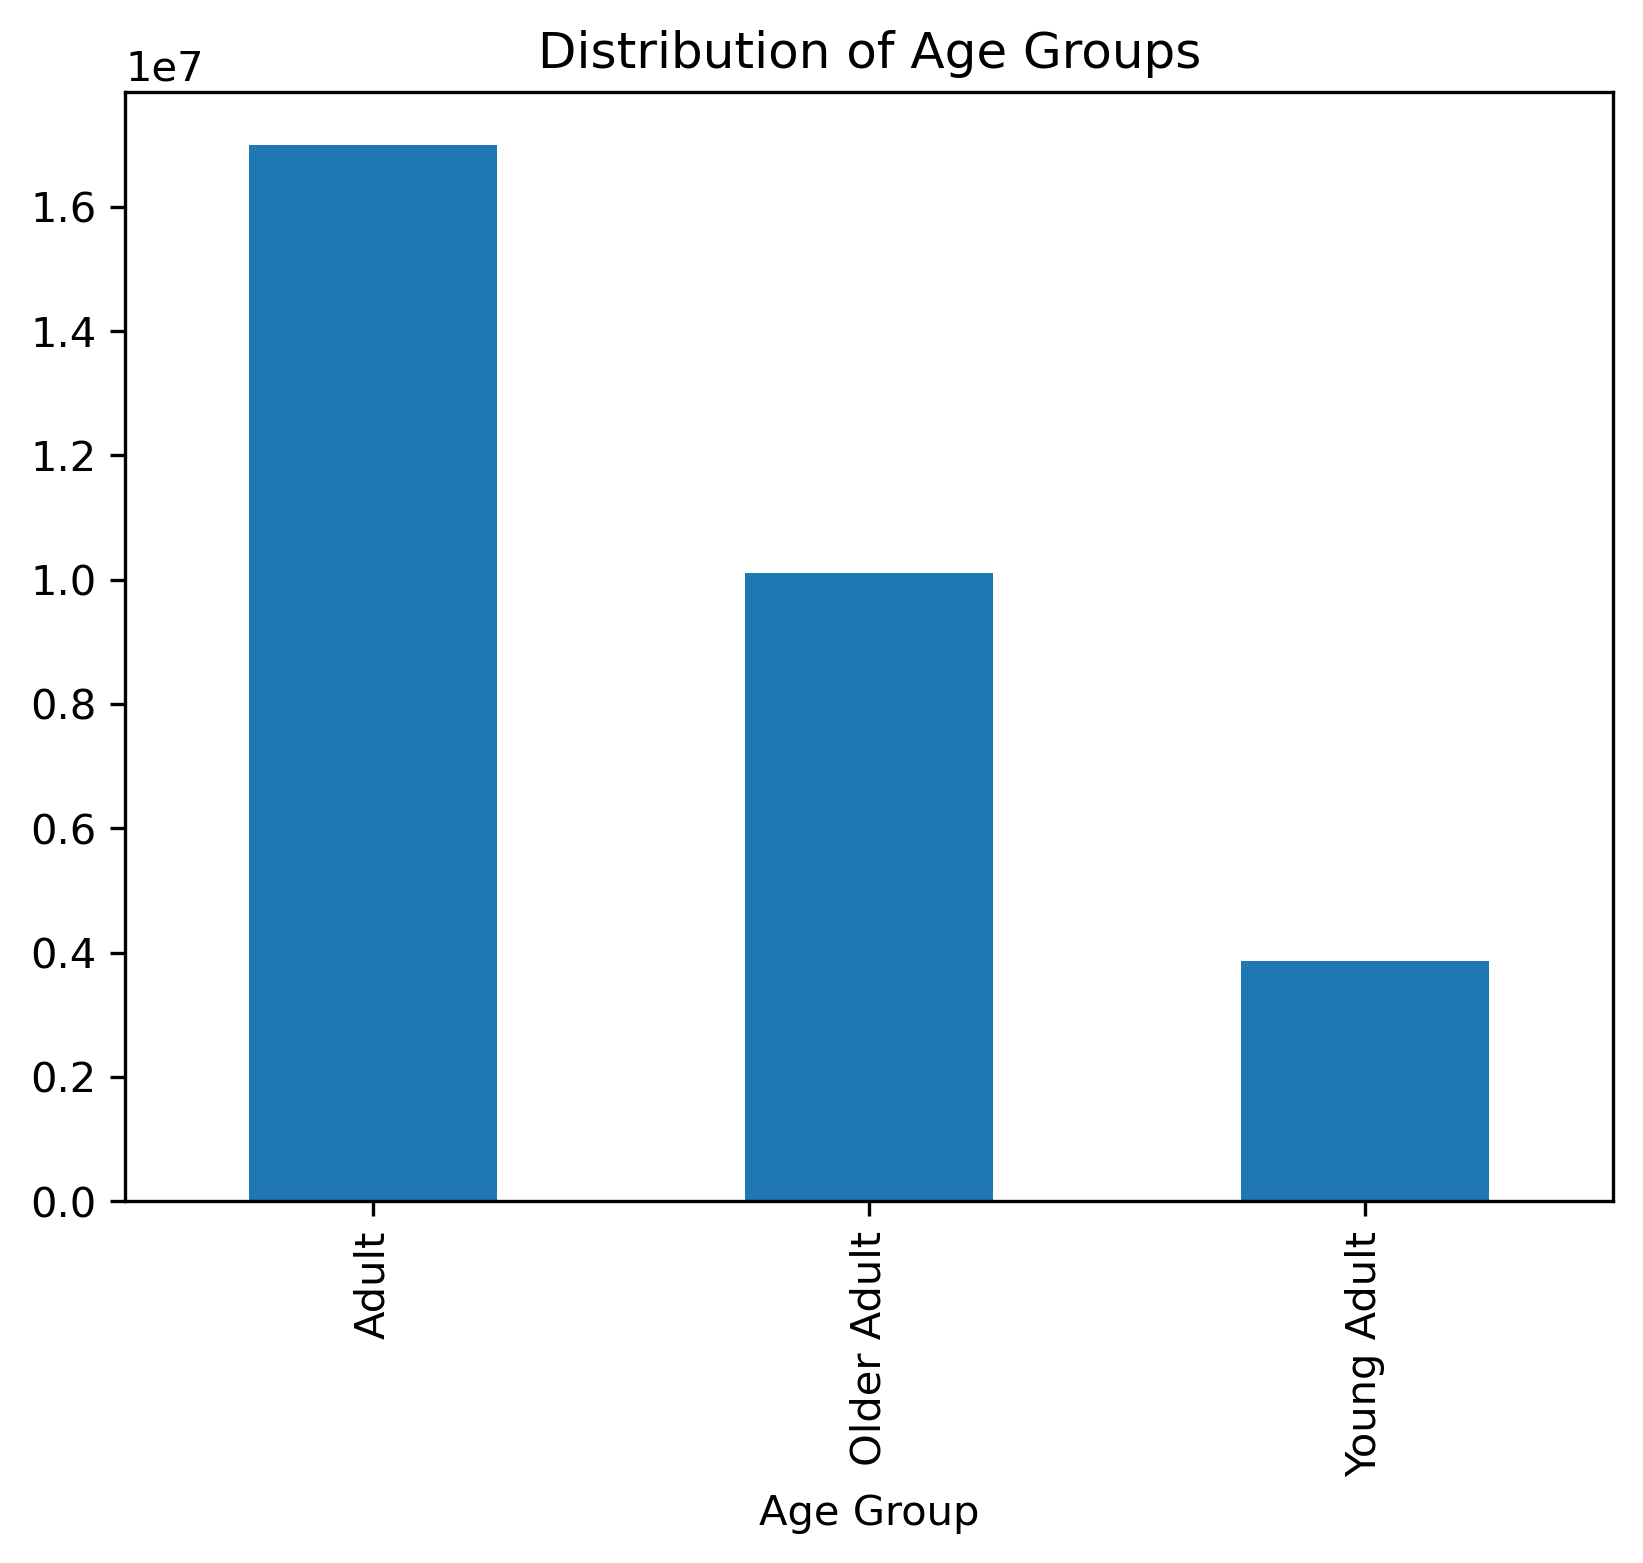 Distribution of Age Groups
1e7
1.6
1.4
1.2
1.0
0.8
0.6
0.4
0.2
0.0
Adult
Older Adult
Young Adult
Age Group